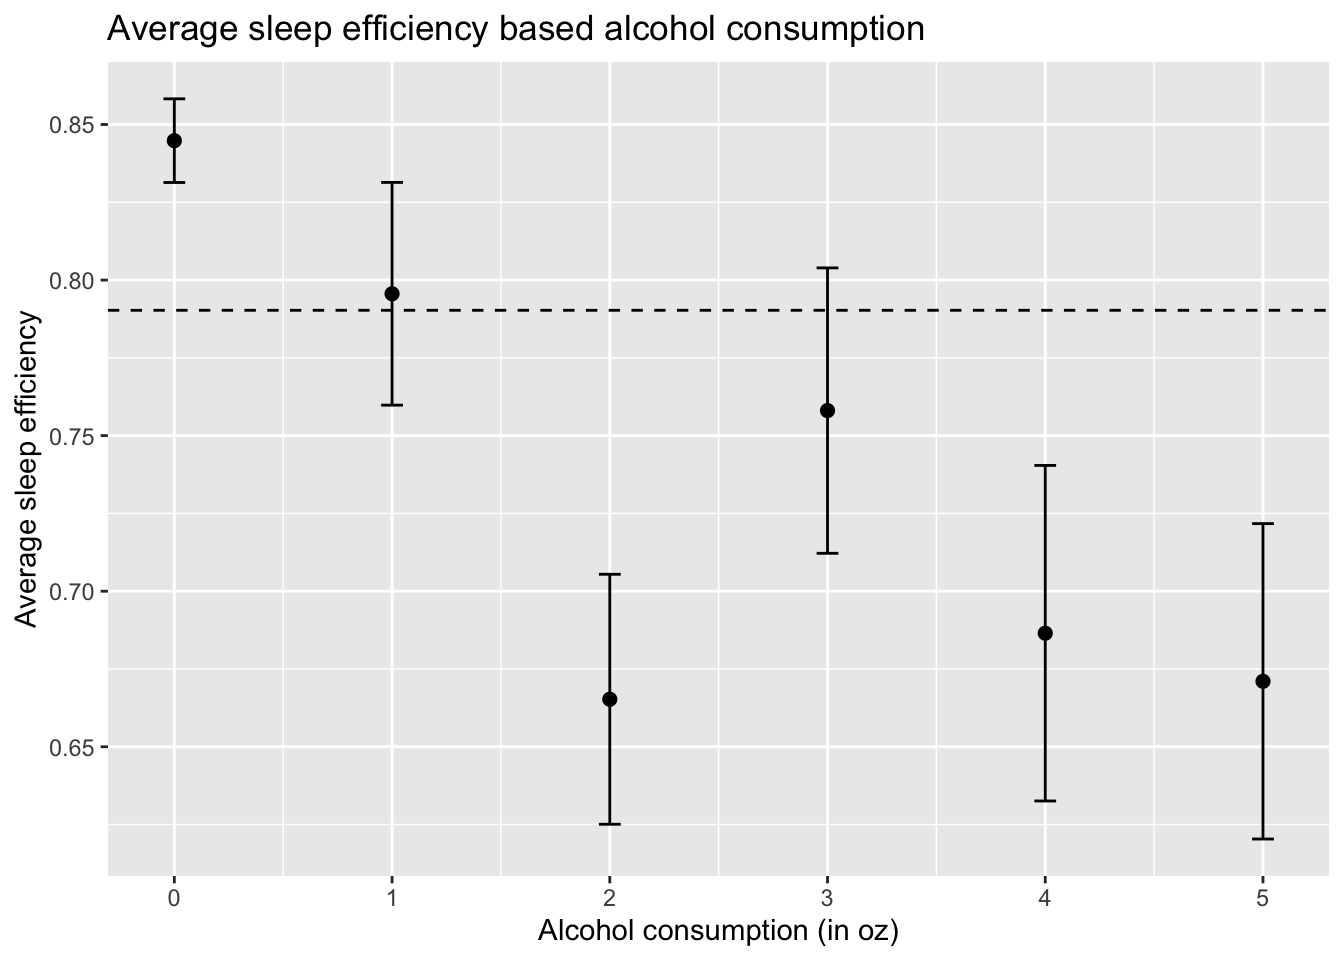 Average sleep efficiency based alcohol consumption
Average sleep efficiency
0.85
0.80
0.75
0.70
0.65
0 1 2 3 4 5
Alcohol consumption (in oz)